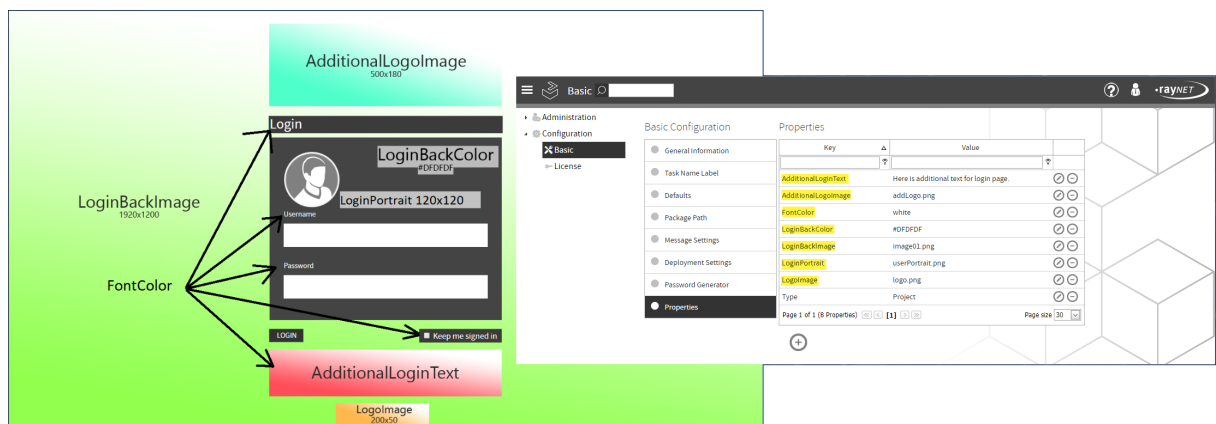 AdditionalLogoImage
500x180
Login
LoginBackColor
#DFDFDF
LoginPortrait 120x120
LoginBackImage
1920x1200
Username
Password
FontColor
LOGIN
Keep me signed in
AdditionalLoginText
LogoImage
200x50
Basic
raynet
Administration
Configuration
Basic
License
Basic Configuration
General Information
Task Name Label
Defaults
Package Path
Message Settings
Deployment Settings
Password Generator
Properties
Properties
Key Value
AdditionalLoginText Here is additional text for login page.
AdditionalLogoImage addLogo.png
FontColor white
LoginBackColor #DFDFDF
LoginBackImage image01.png
LoginPortrait userPortrait.png
LogoImage logo.png
Type Project
Page 1 of 1 (8 Properties) [1] Page size 30